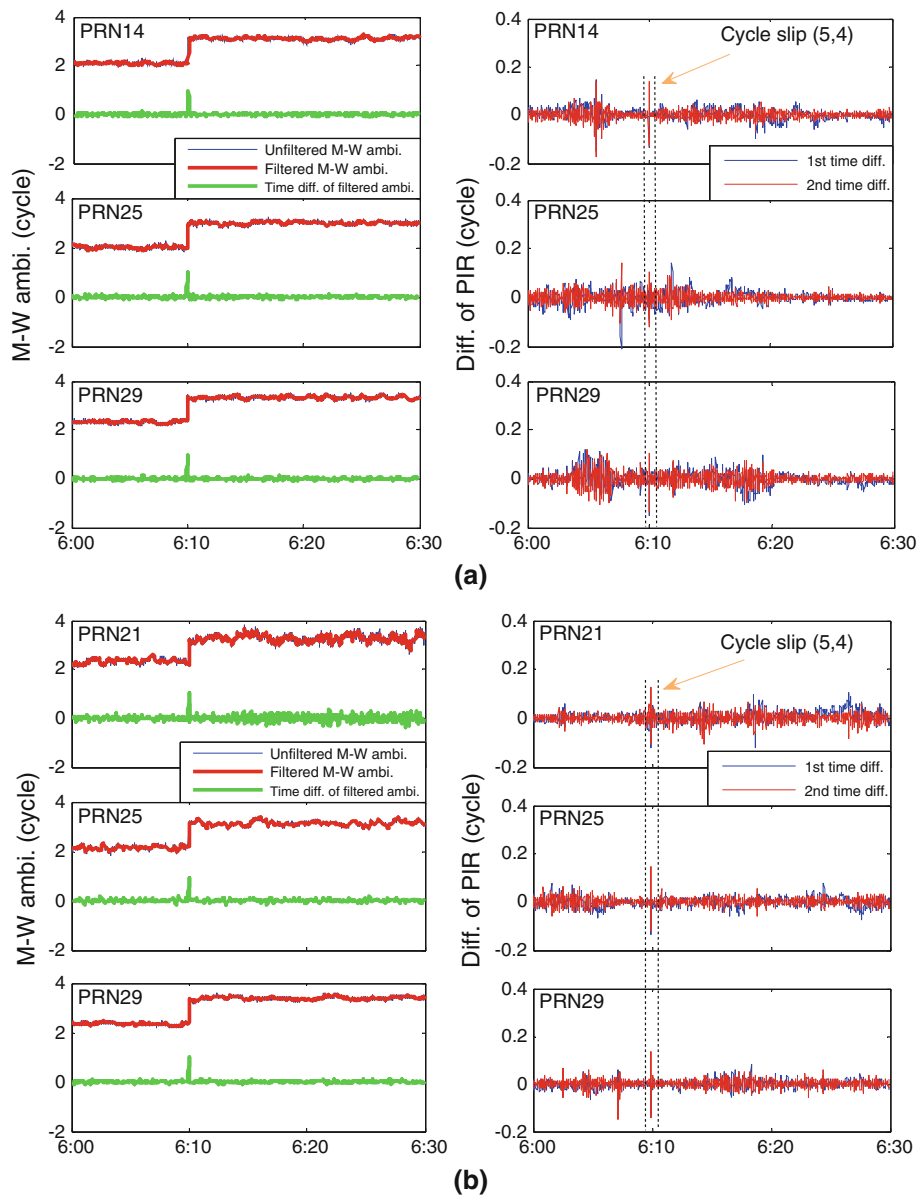 PRN14
4
2
0
-2
Unfiltered M-W ambi.
Filtered M-W ambi.
Time diff. of filtered ambi.
PRN25
4
2
0
-2
PRN29
4
2
0
-2
6:00 6:10 6:20 6:30
M-W ambi. (cycle)
PRN14
Cycle slip (5,4)
0.4
0.2
0
-0.2
1st time diff.
2nd time diff.
PRN25
0.4
0.2
0
-0.2
PRN29
0.4
0.2
0
-0.2
6:00 6:10 6:20 6:30
Diff. of PIR (cycle)
(a)
PRN21
4
2
0
-2
Unfiltered M-W ambi.
Filtered M-W ambi.
Time diff. of filtered ambi.
PRN25
4
2
0
-2
PRN29
4
2
0
-2
6:00 6:10 6:20 6:30
M-W ambi. (cycle)
PRN21
Cycle slip (5,4)
0.4
0.2
0
-0.2
1st time diff.
2nd time diff.
PRN25
0.4
0.2
0
-0.2
PRN29
0.4
0.2
0
-0.2
6:00 6:10 6:20 6:30
Diff. of PIR (cycle)
(b)